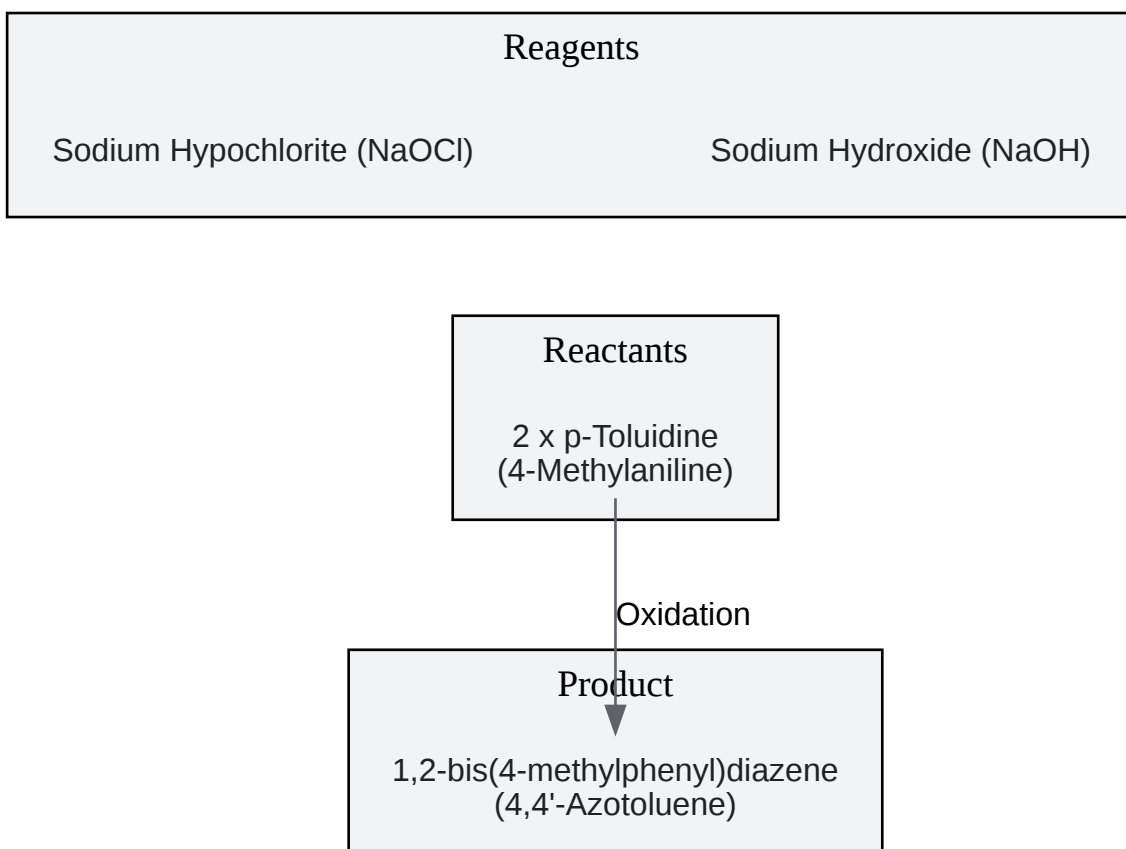 Reagents
Sodium Hypochlorite (NaOCl)
Sodium Hydroxide (NaOH)
Reactants
2 x p-Toluidine
(4-Methylaniline)
Oxidation
Product
1,2-bis(4-methylphenyl)diazene
(4,4'-Azotoluene)